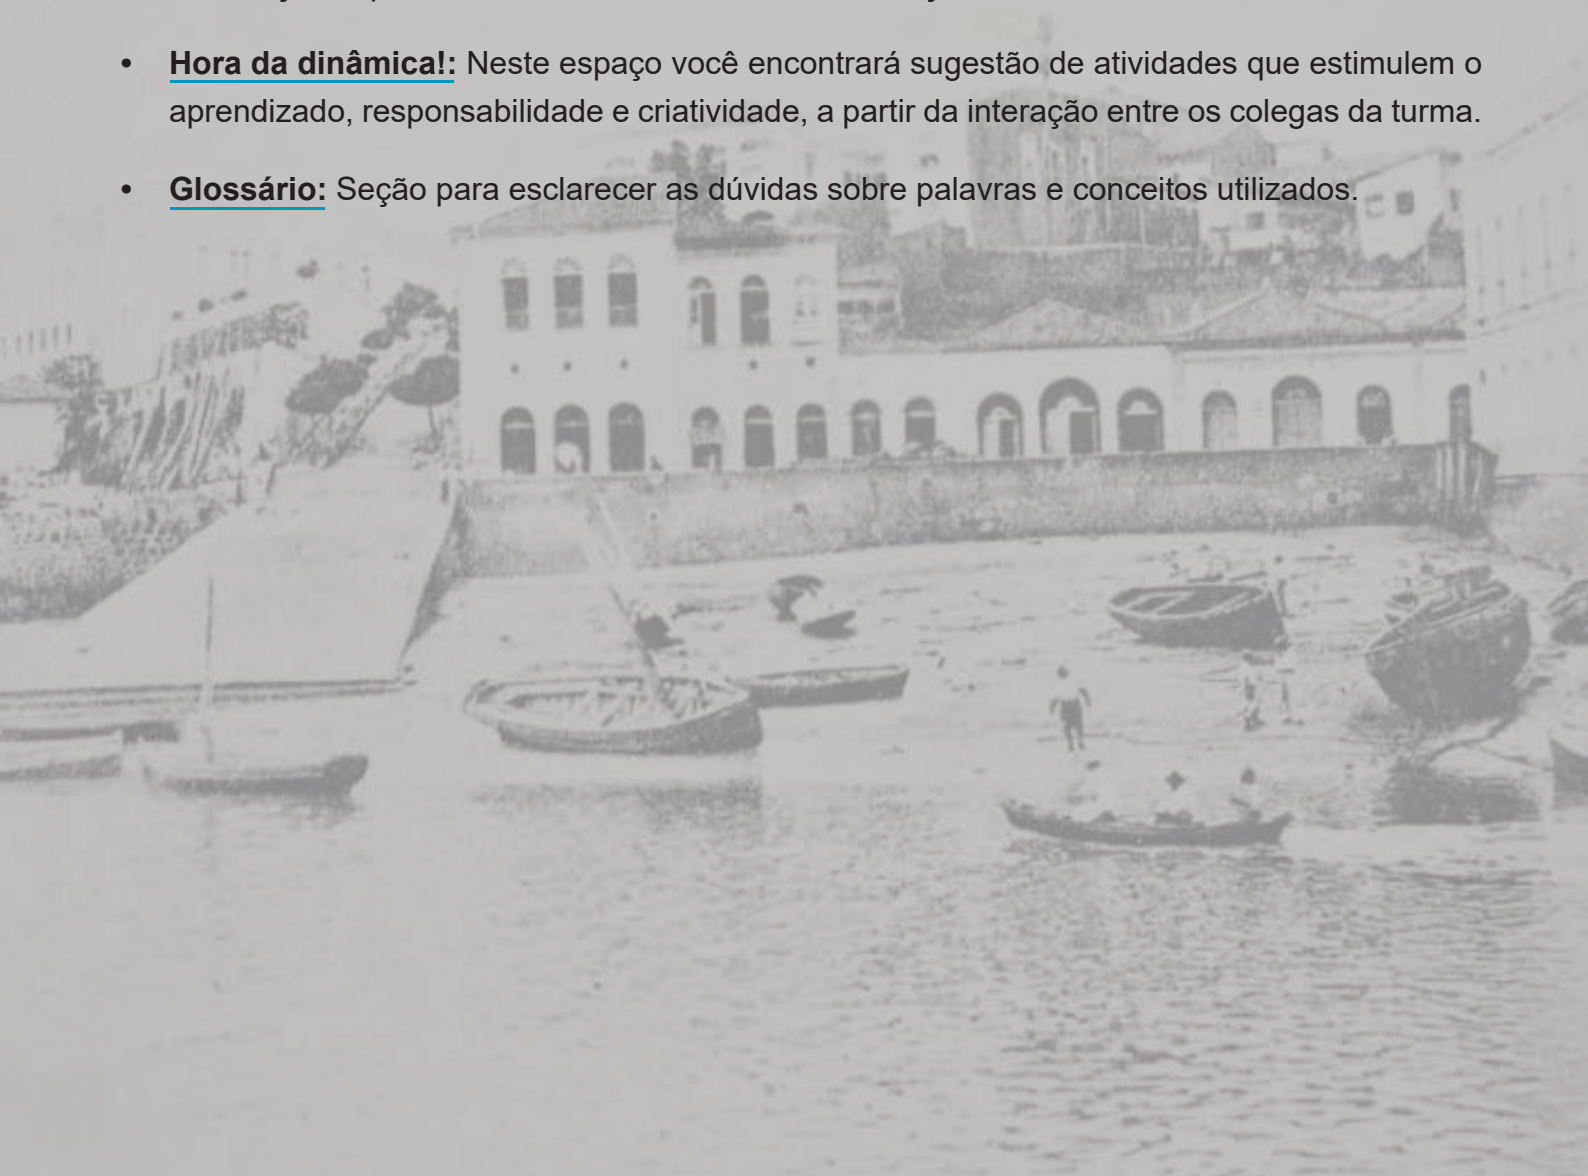 • Hora da dinâmica!: Neste espaço você encontrará sugestão de atividades que estimulem o
aprendizado, responsabilidade e criatividade, a partir da interação entre os colegas da turma.
• Glossário: Seção para esclarecer as dúvidas sobre palavras e conceitos utilizados.